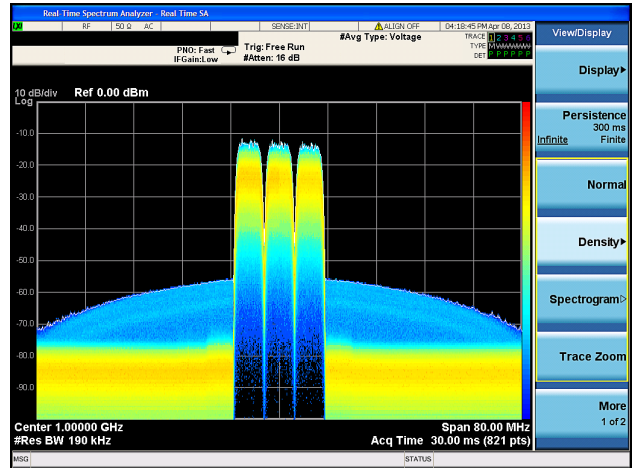 Real-Time Spectrum Analyzer - Real Time SA
RF 50 Ω AC SENSE:INT ALIGN OFF 04:18:45 PM Apr 08, 2013
#Avg Type: Voltage
TRACE 1 2 3 4 5 6
TYPE
DET P P P P P P
PNO: Fast
IFGain:Low
Trig: Free Run
#Atten: 16 dB
10 dB/div Ref 0.00 dBm
Log
-10.0
-20.0
-30.0
-40.0
-50.0
-60.0
-70.0
-80.0
-90.0
Center 1.00000 GHz Span 80.00 MHz
#Res BW 190 kHz Acq Time 30.00 ms (821 pts)
MSG STATUS
View/Display
Display
Persistence
300 ms
Infinite Finite
Normal
Density
Spectrogram
Trace Zoom
More
1 of 2